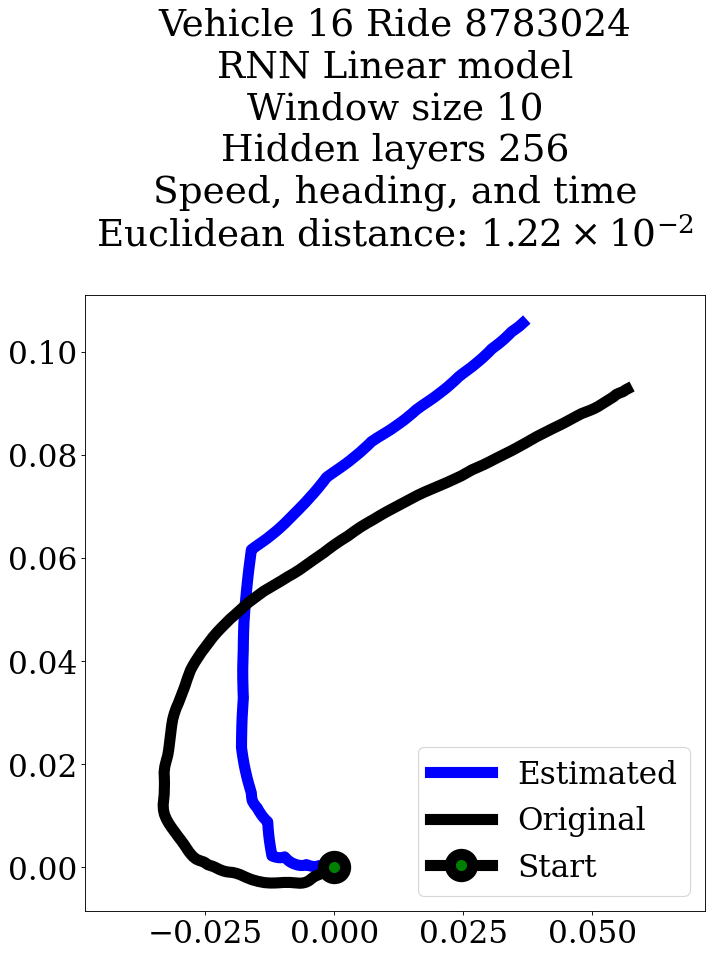 Vehicle 16 Ride 8783024
RNN Linear model
Window size 10
Hidden layers 256
Speed, heading, and time
Euclidean distance: 1.22 × 10⁻²
0.10
0.08
0.06
0.04
0.02
0.00
Estimated
Original
Start
−0.025 0.000 0.025 0.050